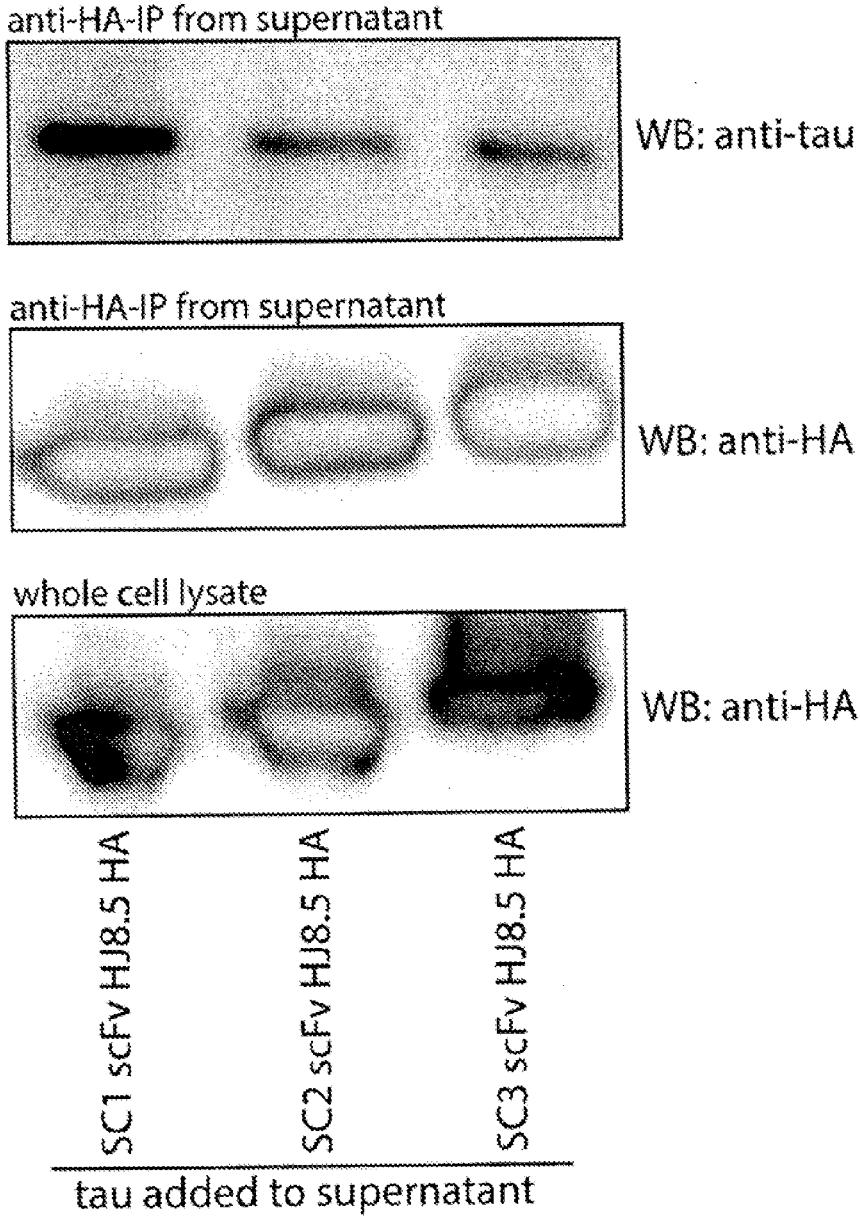 anti-HA-IP from supernatant
WB: anti-tau
anti-HA-IP from supernatant
WB: anti-HA
whole cell lysate
WB: anti-HA
SC1 scFv HJ8.5 HA
SC2 scFv HJ8.5 HA
SC3 scFv HJ8.5 HA
tau added to supernatant